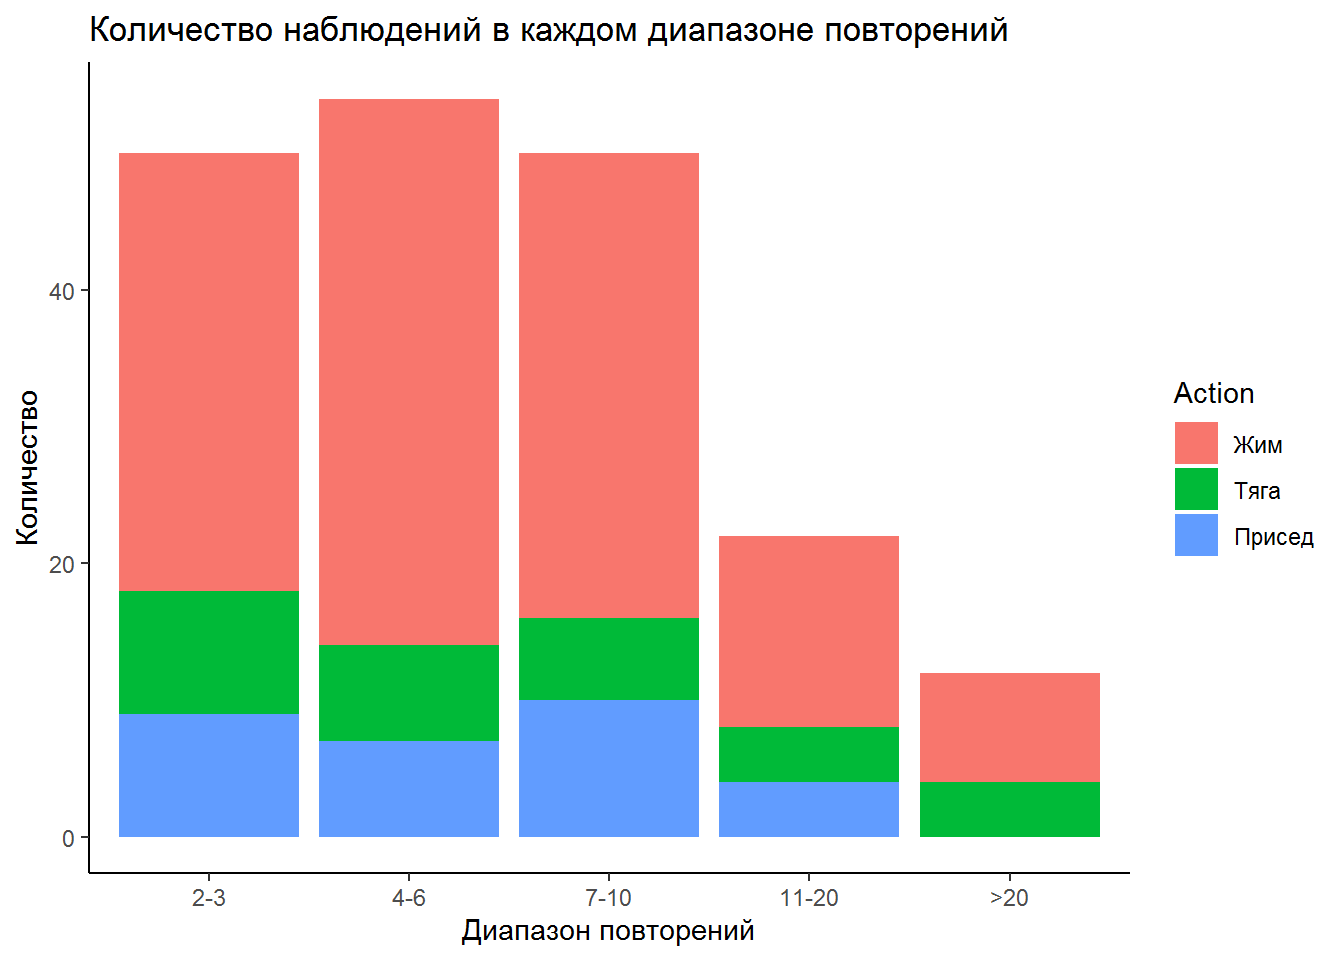 Количество наблюдений в каждом диапазоне повторений
Количество
40
20
0
2-3
4-6
7-10
11-20
>20
Диапазон повторений
Action
Жим
Тяга
Присед